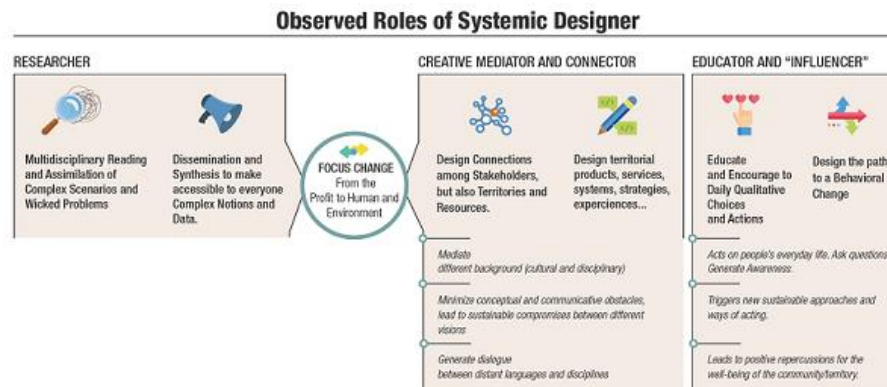 Observed Roles of Systemic Designer
RESEARCHER
Multidisciplinary Reading
and Assimilation of
Complex Scenarios and
Wicked Problems
Dissemination and
Synthesis to make
accessible to everyone
Complex Notions and
Data.
FOCUS CHANGE
From the
Profit to Human and
Environment
CREATIVE MEDIATOR AND CONNECTOR
Design Connections
among Stakeholders,
but also Territories and
Resources.
</>
</>
Design territorial
products, services,
systems, strategies,
experciences...
Mediate
different background (cultural and disciplinary)
Minimize conceptual and communicative obstacles,
lead to sustainable compromises between different
visions
Generate dialogue
between distant languages and disciplines
EDUCATOR AND "INFLUENCER"
Educate
and Encourage to
Daily Qualitative
Choices
and Actions
Design the path
to a Behavioral
Change
Acts on people's everyday life. Ask questions
Generate Awareness.
Triggers new sustainable approaches and
ways of acting.
Leads to positive repercussions for the
well-being of the community/territory.